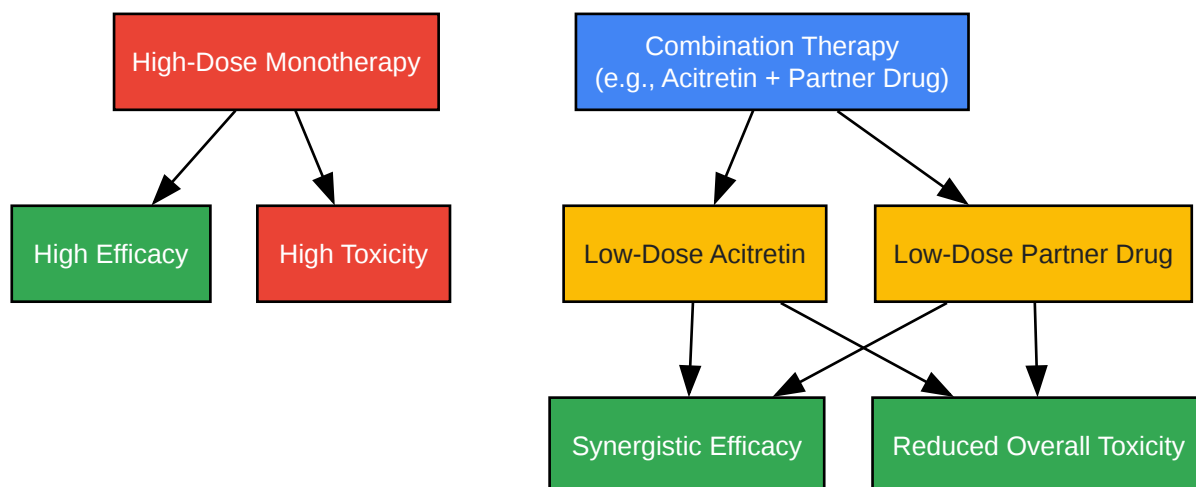 High-Dose Monotherapy
Combination Therapy
(e.g., Acitretin + Partner Drug)
High Efficacy
High Toxicity
Low-Dose Acitretin
Low-Dose Partner Drug
Synergistic Efficacy
Reduced Overall Toxicity